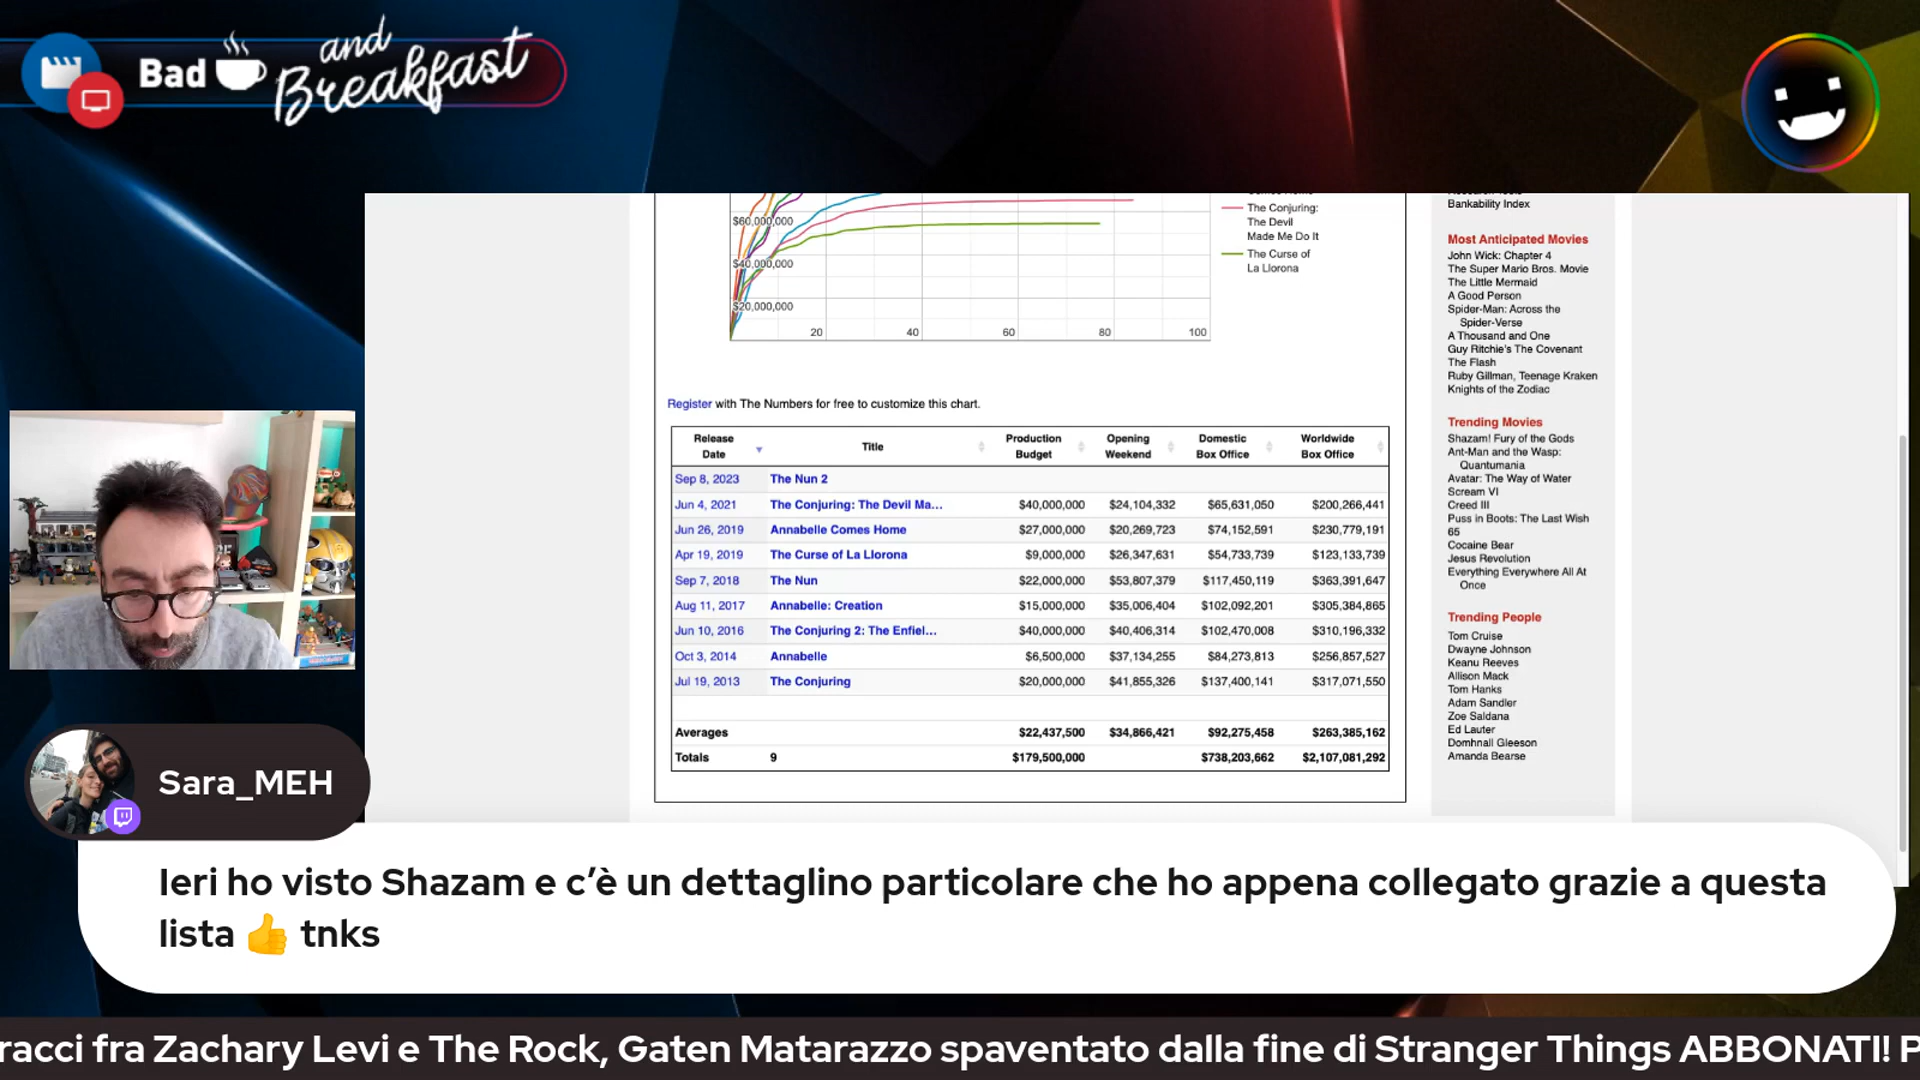 Bad and Breakfast
$60,000,000
$40,000,000
$20,000,000
20 40 60 80 100
The Conjuring:
The Devil
Made Me Do It
The Curse of
La Llorona
Register with The Numbers for free to customize this chart.
Release Date Title Production Budget Opening Weekend Domestic Box Office Worldwide Box Office
Sep 8, 2023 The Nun 2
Jun 4, 2021 The Conjuring: The Devil Ma... $40,000,000 $24,104,332 $65,631,050 $200,266,441
Jun 26, 2019 Annabelle Comes Home $27,000,000 $20,269,723 $74,152,591 $230,779,191
Apr 19, 2019 The Curse of La Llorona $9,000,000 $26,347,631 $54,733,739 $123,133,739
Sep 7, 2018 The Nun $22,000,000 $53,807,379 $117,450,119 $363,391,647
Aug 11, 2017 Annabelle: Creation $15,000,000 $35,006,404 $102,092,201 $305,384,865
Jun 10, 2016 The Conjuring 2: The Enfiel... $40,000,000 $40,406,314 $102,470,008 $310,196,332
Oct 3, 2014 Annabelle $6,500,000 $37,134,255 $84,273,813 $256,857,527
Jul 19, 2013 The Conjuring $20,000,000 $41,855,326 $137,400,141 $317,071,550
Averages $22,437,500 $34,866,421 $92,275,458 $263,385,162
Totals 9 $179,500,000 $738,203,662 $2,107,081,292
Bankability Index
Most Anticipated Movies
John Wick: Chapter 4
The Super Mario Bros. Movie
The Little Mermaid
A Good Person
Spider-Man: Across the
Spider-Verse
A Thousand and One
Guy Ritchie's The Covenant
The Flash
Ruby Gillman, Teenage Kraken
Knights of the Zodiac
Trending Movies
Shazam! Fury of the Gods
Ant-Man and the Wasp:
Quantumania
Avatar: The Way of Water
Scream VI
Creed III
Puss in Boots: The Last Wish
65
Cocaine Bear
Jesus Revolution
Everything Everywhere All At
Once
Trending People
Tom Cruise
Dwayne Johnson
Keanu Reeves
Allison Mack
Tom Hanks
Adam Sandler
Zoe Saldana
Ed Lauter
Domhnall Gleeson
Amanda Bearse
Sara_MEH
Ieri ho visto Shazam e c'è un dettaglino particolare che ho appena collegato grazie a questa
lista 👍 tnks
racci fra Zachary Levi e The Rock, Gaten Matarazzo spaventato dalla fine di Stranger Things ABBONATI! P